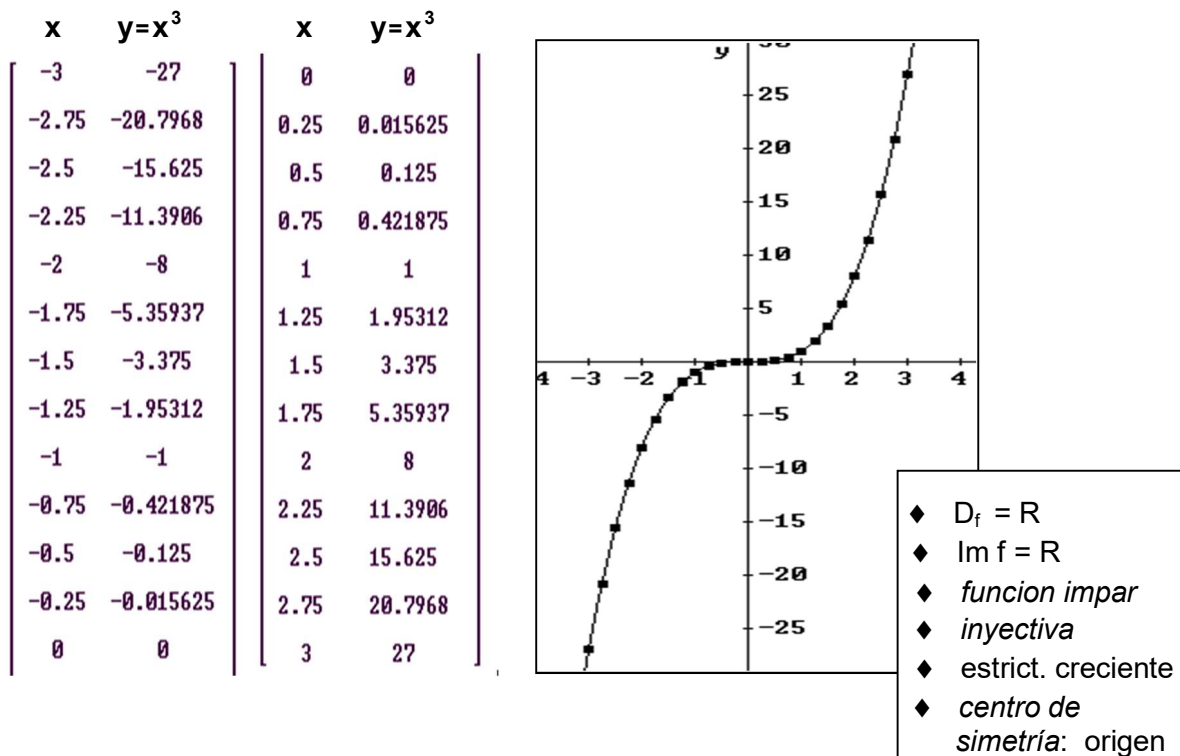 x y=x³ x y=x³
-3 -27 0 0
-2.75 -20.7968 0.25 0.015625
-2.5 -15.625 0.5 0.125
-2.25 -11.3906 0.75 0.421875
-2 -8 1 1
-1.75 -5.35937 1.25 1.95312
-1.5 -3.375 1.5 3.375
-1.25 -1.95312 1.75 5.35937
-1 -1 2 8
-0.75 -0.421875 2.25 11.3906
-0.5 -0.125 2.5 15.625
-0.25 -0.015625 2.75 20.7968
0 0 3 27
y
25
20
15
10
5
4 -3 -2 -1 1 2 3 4
-5
-10
-15
-20
-25
♦ D_f = R
♦ Im f = R
♦ funcion impar
♦ inyectiva
♦ estrict. creciente
♦ centro de
simetría: origen